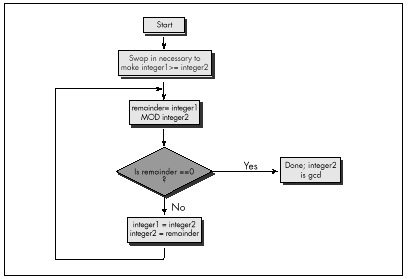 Start
Swap in necessary to
make integer1>= integer2
remainder= integer1
MOD integer2
Is remainder ==0
?
Yes
Done; integer2
is gcd
No
integer1 = integer2
integer2 = remainder